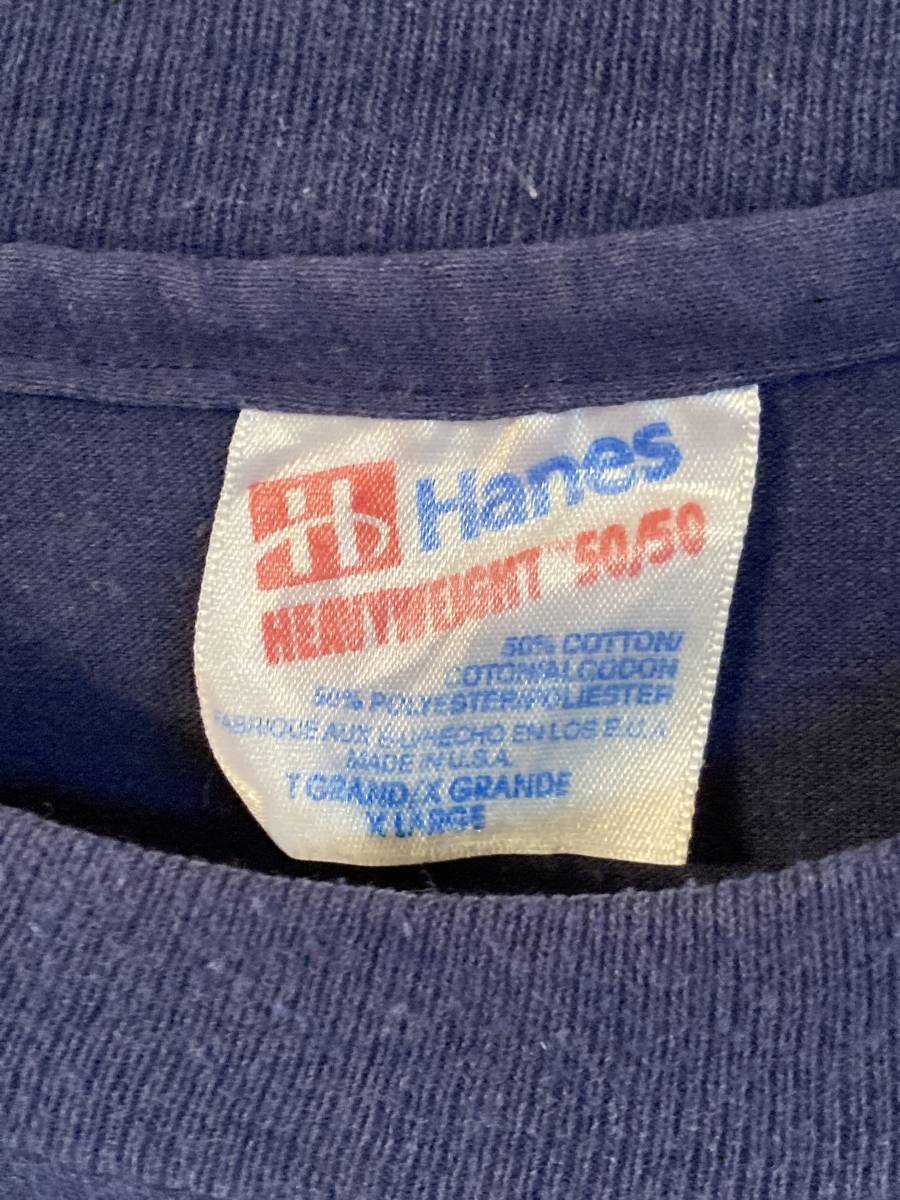 Hanes
HEAVYWEIGHT™ 50/50
50% COTTON/
COTON/ALGODON
50% POLYESTER/POLIESTER
FABRIQUE AUX E.U./HECHO EN LOS E.U.A.
MADE IN U.S.A.
T GRAND/X GRANDE
X LARGE